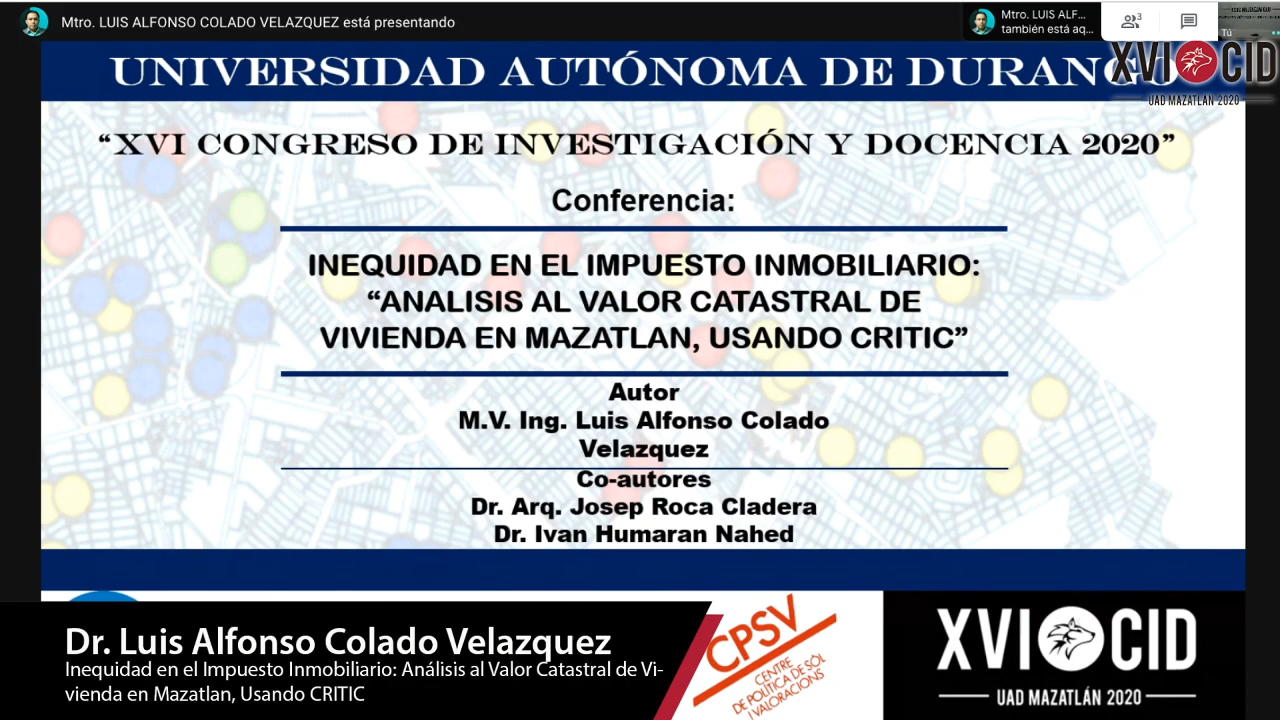 Mtro. LUIS ALFONSO COLADO VELAZQUEZ está presentando
Mtro. LUIS ALF...
también está aq...
3
Tú
UNIVERSIDAD AUTÓNOMA DE DURANG
XVI CID
UAD MAZATLÁN 2020
“XVI CONGRESO DE INVESTIGACIÓN Y DOCENCIA 2020”
Conferencia:
INEQUIDAD EN EL IMPUESTO INMOBILIARIO:
“ANALISIS AL VALOR CATASTRAL DE
VIVIENDA EN MAZATLAN, USANDO CRITIC”
Autor
M.V. Ing. Luis Alfonso Colado
Velazquez
Co-autores
Dr. Arq. Josep Roca Cladera
Dr. Ivan Humaran Nahed
Dr. Luis Alfonso Colado Velazquez
Inequidad en el Impuesto Inmobiliario: Análisis al Valor Catastral de Vi-
vienda en Mazatlan, Usando CRITIC
CPSV
CENTRE
DE POLÍTICA DE SÒL
I VALORACIONS
XVI CID
UAD MAZATLÁN 2020